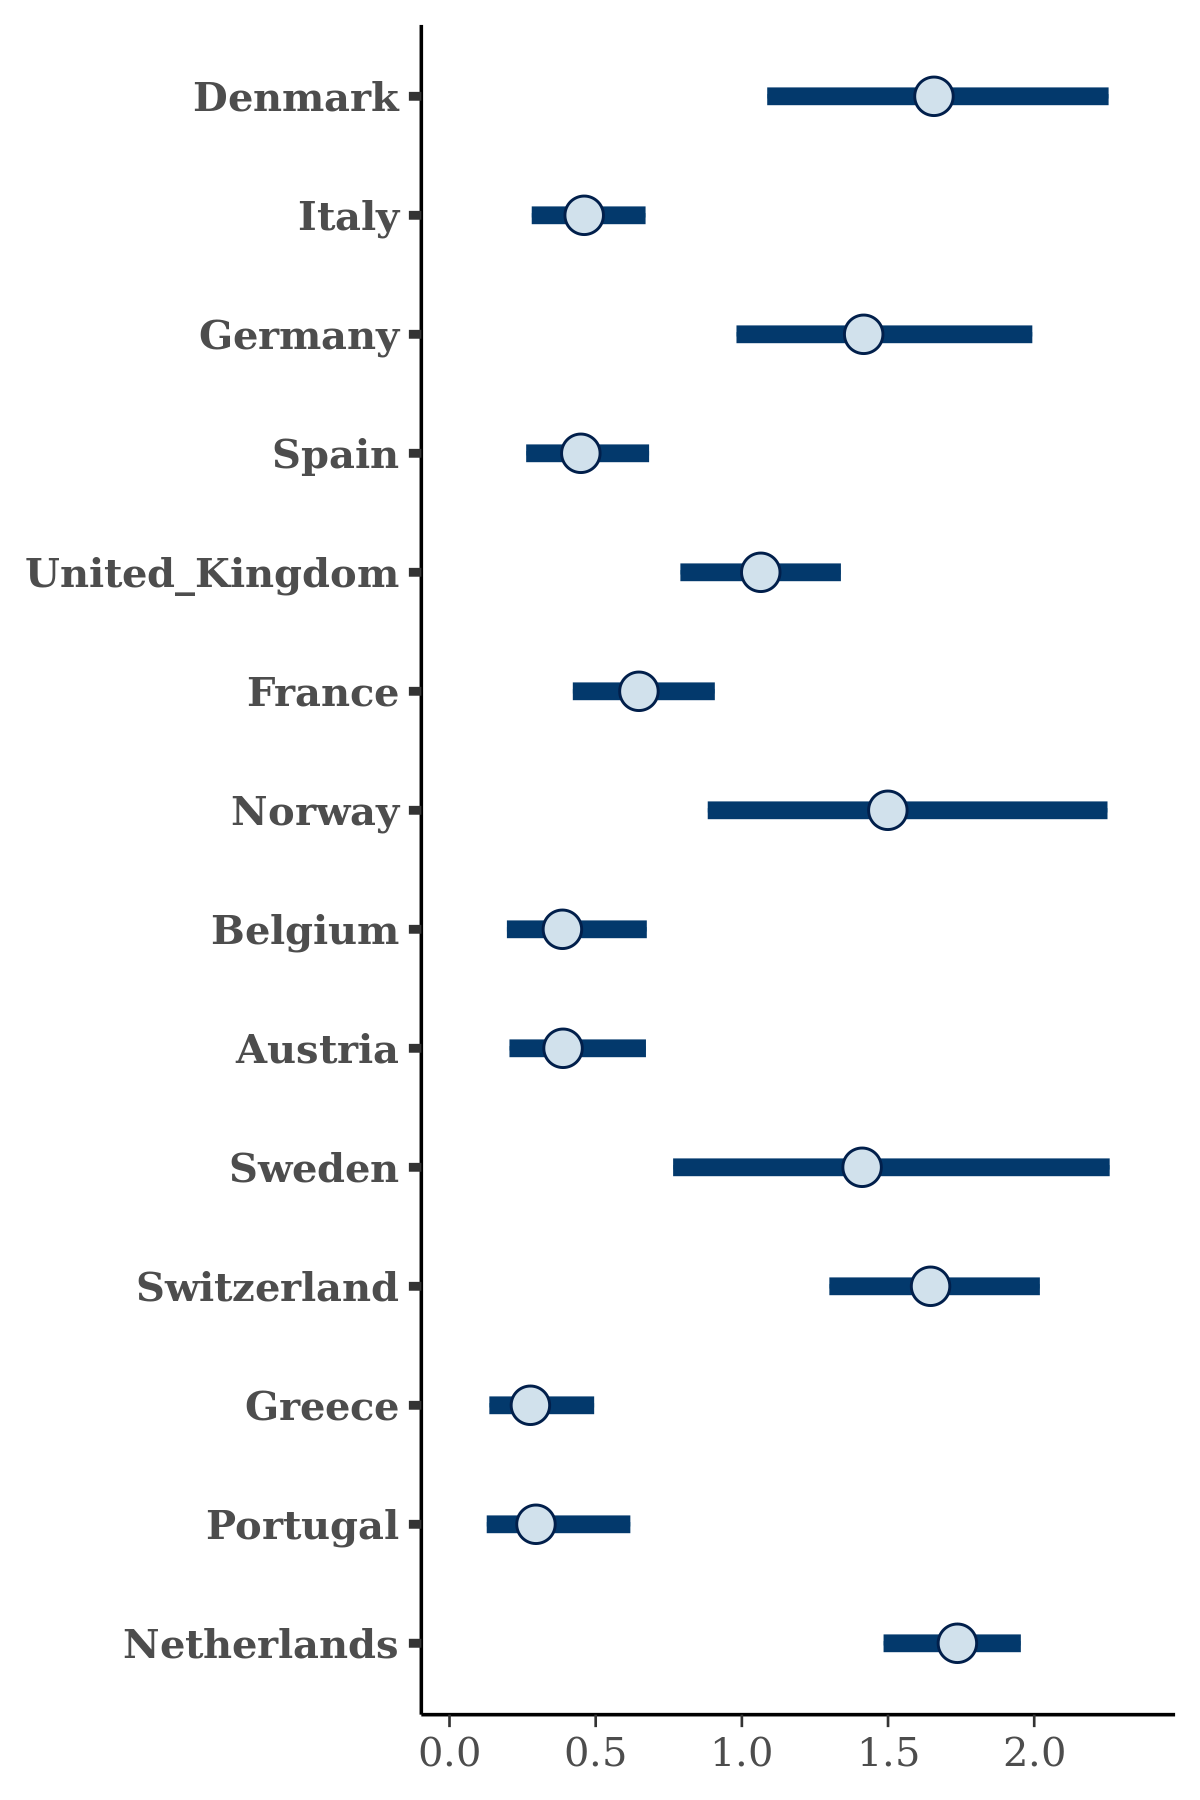 Denmark
Italy
Germany
Spain
United_Kingdom
France
Norway
Belgium
Austria
Sweden
Switzerland
Greece
Portugal
Netherlands
0.0 0.5 1.0 1.5 2.0